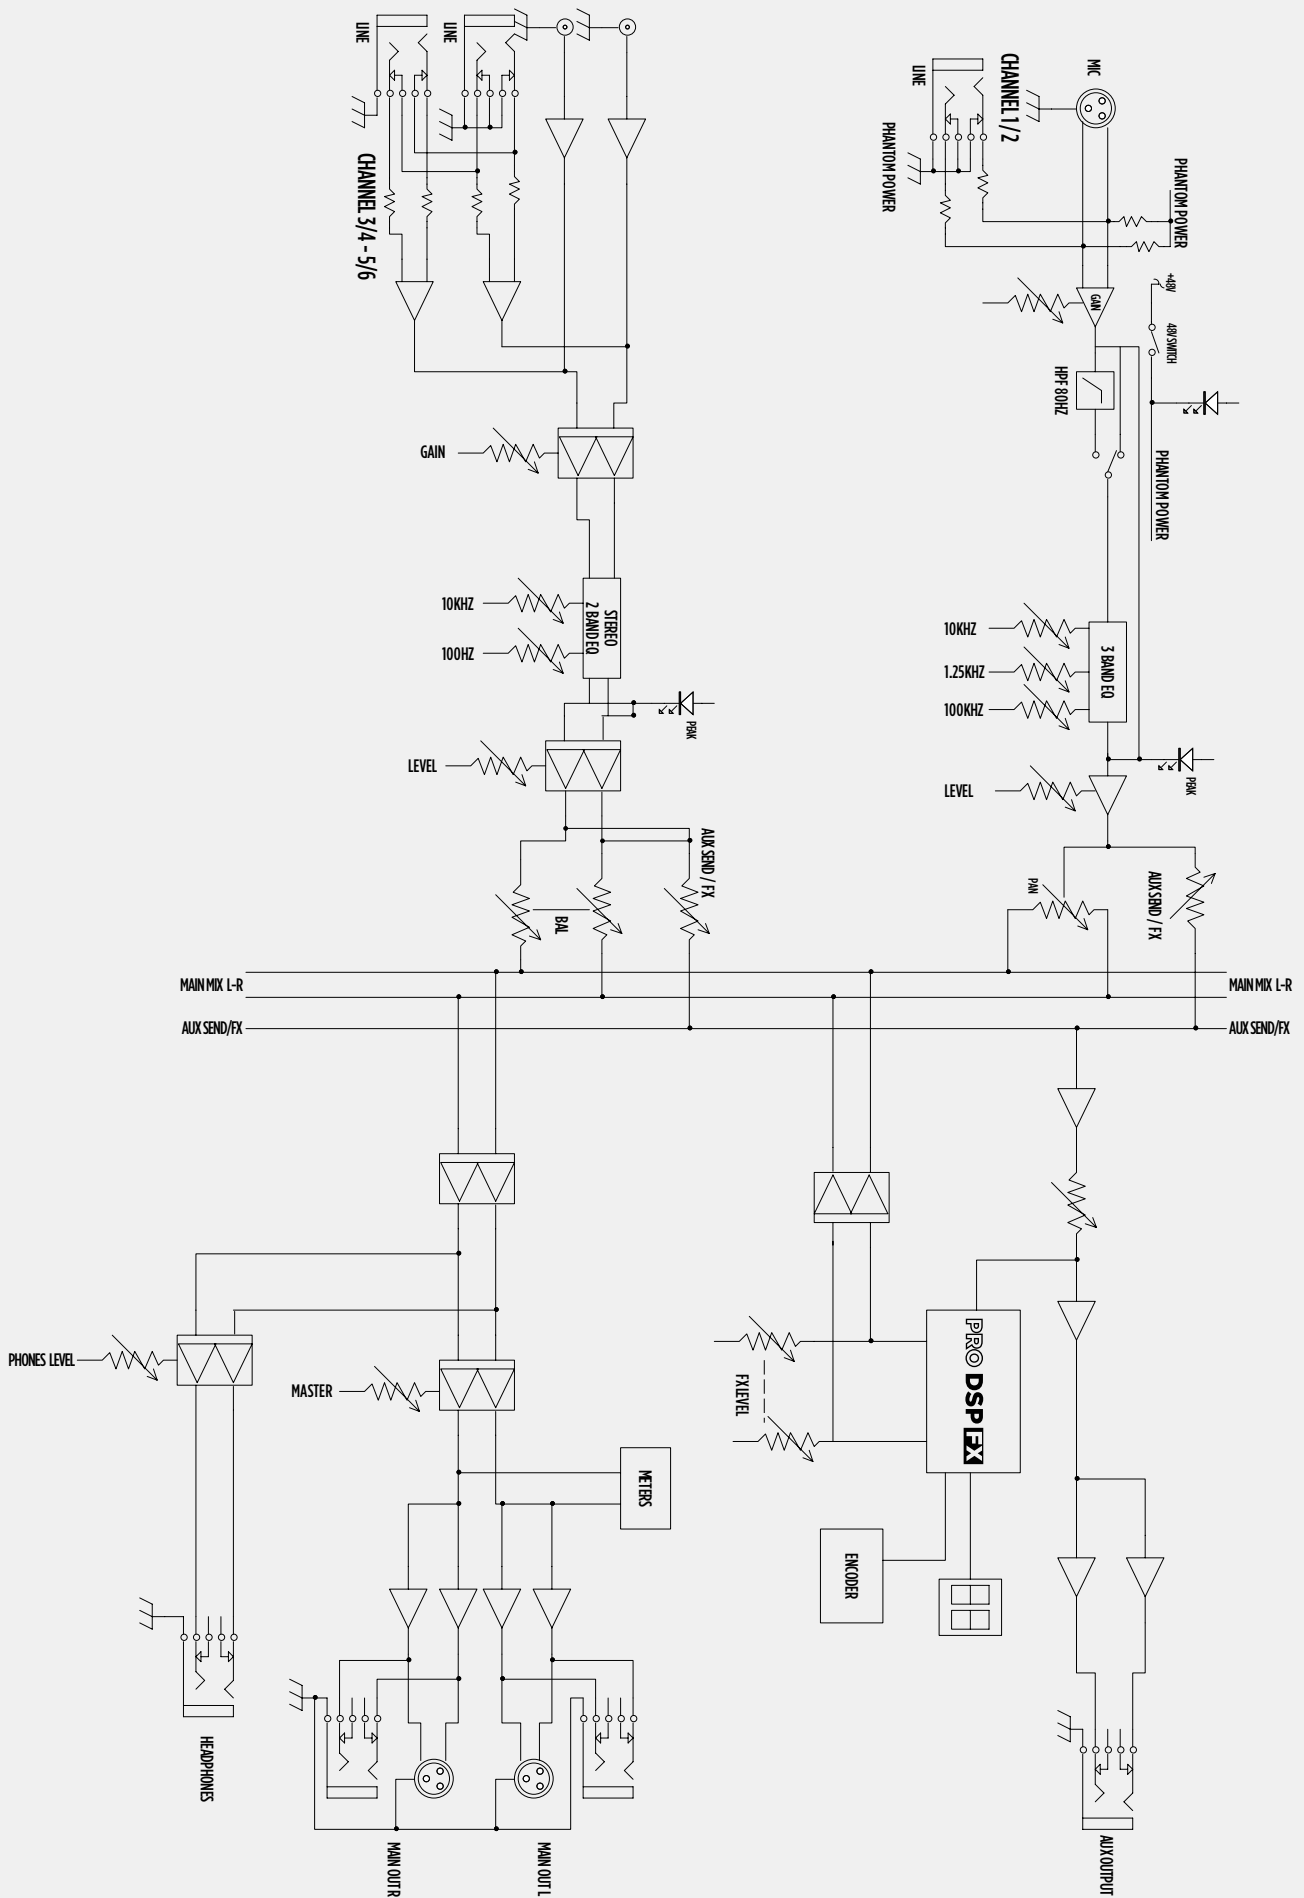 LINE
LINE
CHANNEL 3/4 - 5/6
MIC
CHANNEL 1/2
LINE
PHANTOM POWER
PHANTOM POWER
+48V
48V SWITCH
GAIN
HPF 80HZ
PHANTOM POWER
GAIN
10KHZ
100HZ
STEREO
2 BAND EQ
10KHZ
1.25KHZ
100KHZ
3 BAND EQ
PEAK
PEAK
LEVEL
LEVEL
AUX SEND / FX
BAL
PAN
AUX SEND / FX
MAIN MIX L-R
MAIN MIX L-R
AUX SEND/FX
AUX SEND/FX
PHONES LEVEL
MASTER
FX LEVEL
PRO DSP FX
METERS
ENCODER
HEADPHONES
MAIN OUT R
MAIN OUT L
AUX OUTPUT